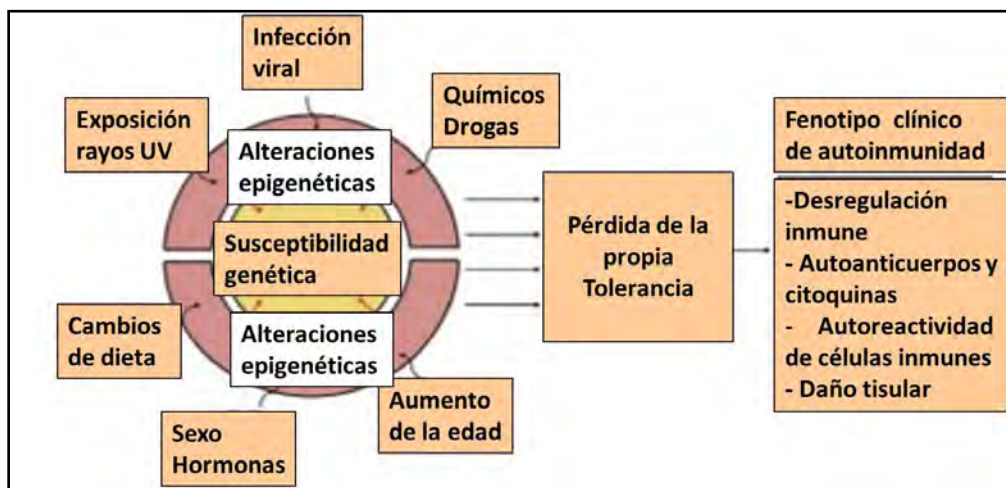 Infección
viral
Exposición
rayos UV
Químicos
Drogas
Alteraciones
epigenéticas
Susceptibilidad
genética
Alteraciones
epigenéticas
Cambios
de dieta
Sexo
Hormonas
Aumento
de la edad
Pérdida de la
propia
Tolerancia
Fenotipo clínico
de autoinmunidad
-Desregulación
inmune
- Autoanticuerpos y
citoquinas
- Autoreactividad
de células inmunes
- Daño tisular